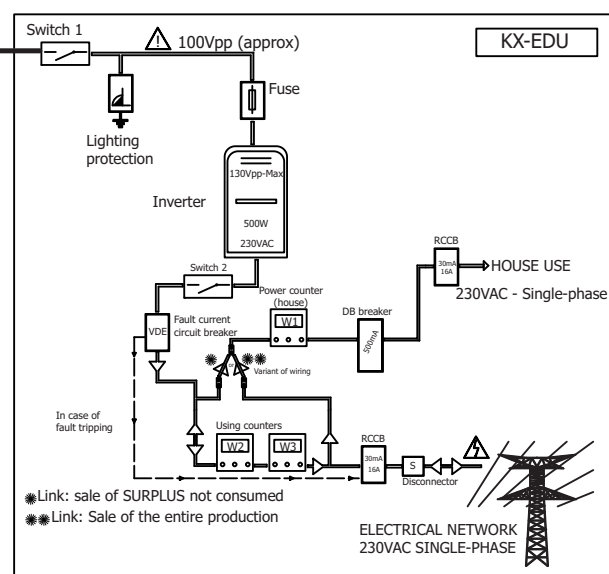 Switch 1
100Vpp (approx)
KX-EDU
Fuse
Lighting
protection
130Vpp-Max
Inverter
500W
230VAC
RCCB
30mA
16A
HOUSE USE
230VAC - Single-phase
Switch 2
Power counter
(house)
DB breaker
Fault current
circuit breaker
VDE
W1
500mA
or
Variant of wiring
In case of
fault tripping
Using counters
W2
W3
RCCB
30mA
16A
S
Disconnector
Link: sale of SURPLUS not consumed
Link: Sale of the entire production
ELECTRICAL NETWORK
230VAC SINGLE-PHASE